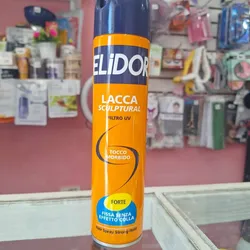 ELiDOR
LACCA
SCULPTURAL
FILTRO UV
TOCCO
MORBIDO
FORTE
FISSA SENZA
EFFETTO COLLA